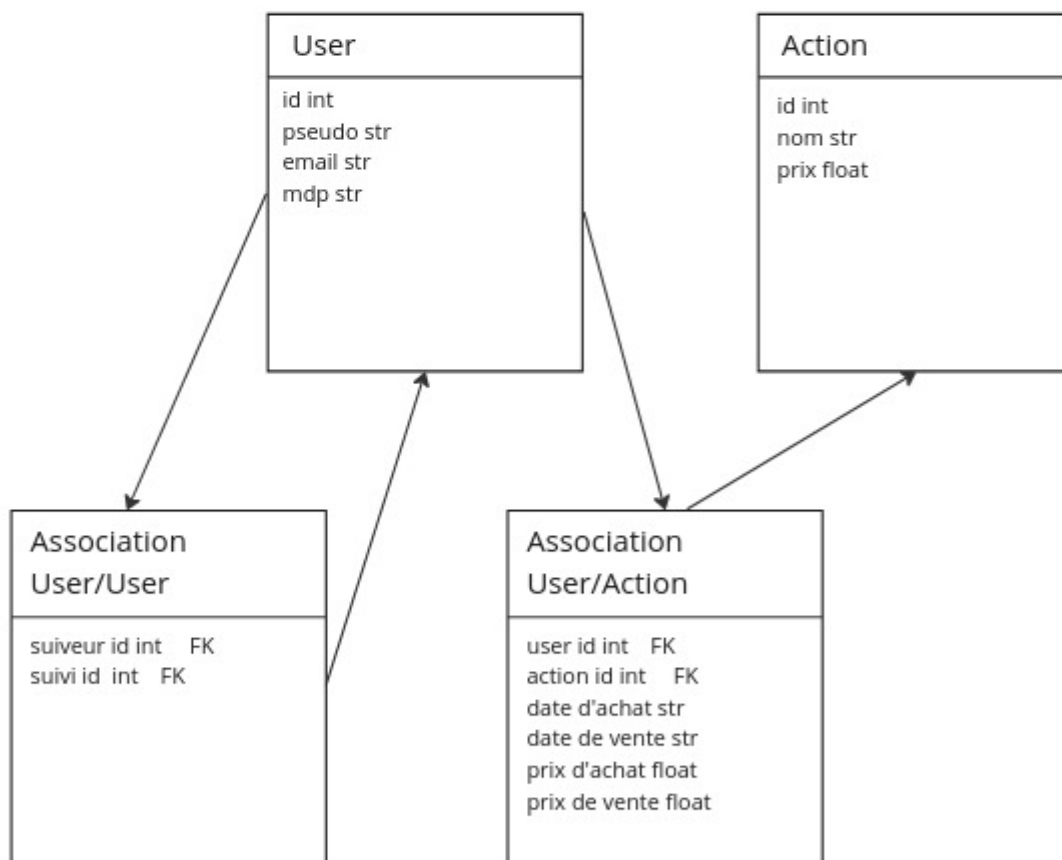 User
id int
pseudo str
email str
mdp str
Action
id int
nom str
prix float
Association
User/User
suiveur id int FK
suivi id int FK
Association
User/Action
user id int FK
action id int FK
date d'achat str
date de vente str
prix d'achat float
prix de vente float